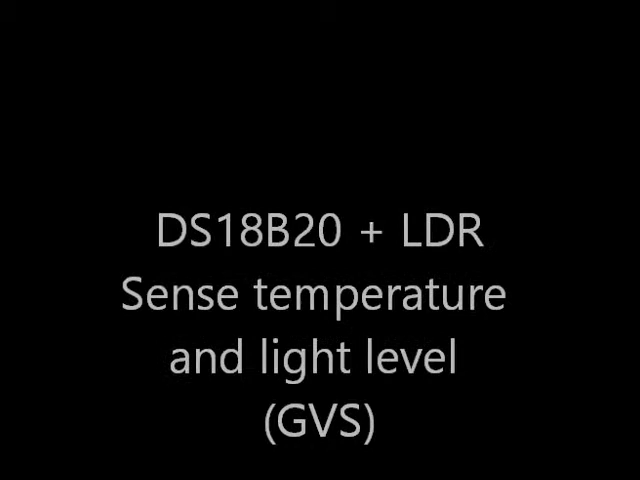 DS18B20 + LDR
Sense temperature
and light level
(GVS)